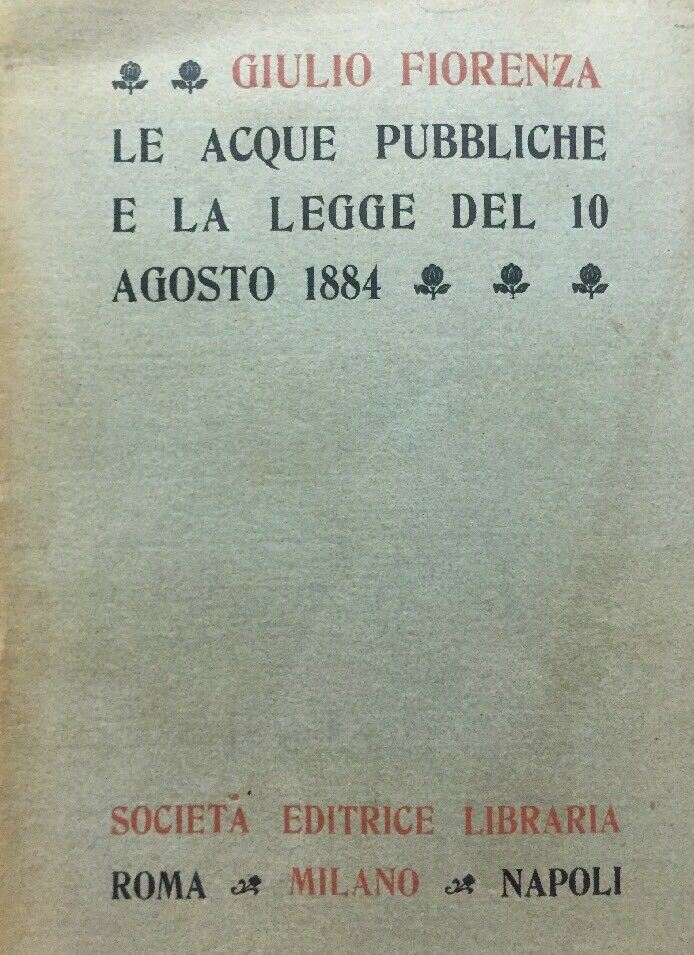 GIULIO FIORENZA
LE ACQUE PUBBLICHE
E LA LEGGE DEL 10
AGOSTO 1884
SOCIETÀ EDITRICE LIBRARIA
ROMA MILANO NAPOLI